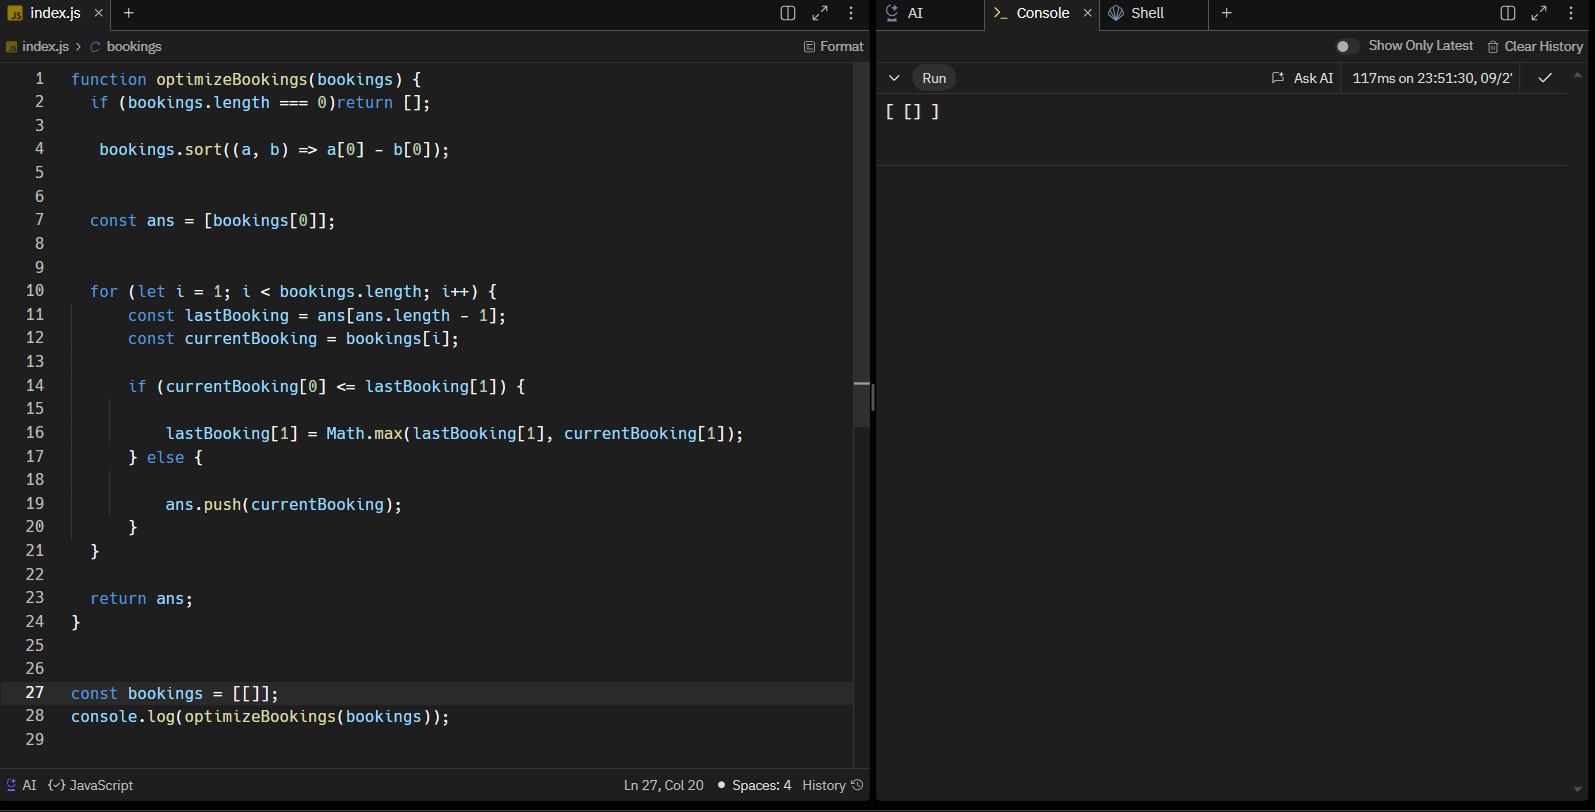 index.js × +
index.js > bookings
Format
1 function optimizeBookings(bookings) {
2 if (bookings.length === 0)return [];
3
4 bookings.sort((a, b) => a[0] - b[0]);
5
6
7 const ans = [bookings[0]];
8
9
10 for (let i = 1; i < bookings.length; i++) {
11 const lastBooking = ans[ans.length - 1];
12 const currentBooking = bookings[i];
13
14 if (currentBooking[0] <= lastBooking[1]) {
15
16 lastBooking[1] = Math.max(lastBooking[1], currentBooking[1]);
17 } else {
18
19 ans.push(currentBooking);
20 }
21 }
22
23 return ans;
24 }
25
26
27 const bookings = [[]];
28 console.log(optimizeBookings(bookings));
29
AI {✓} JavaScript
Ln 27, Col 20 ● Spaces: 4 History
AI
Console ×
Shell
+
Show Only Latest Clear History
Run
Ask AI 117ms on 23:51:30, 09/2'
[ [] ]